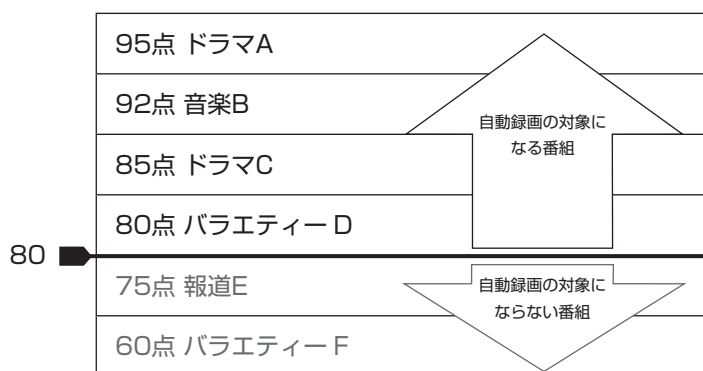 95点 ドラマA
92点 音楽B
自動録画の対象に
なる番組
85点 ドラマC
80点 バラエティー D
80
75点 報道E
自動録画の対象に
ならない番組
60点 バラエティー F